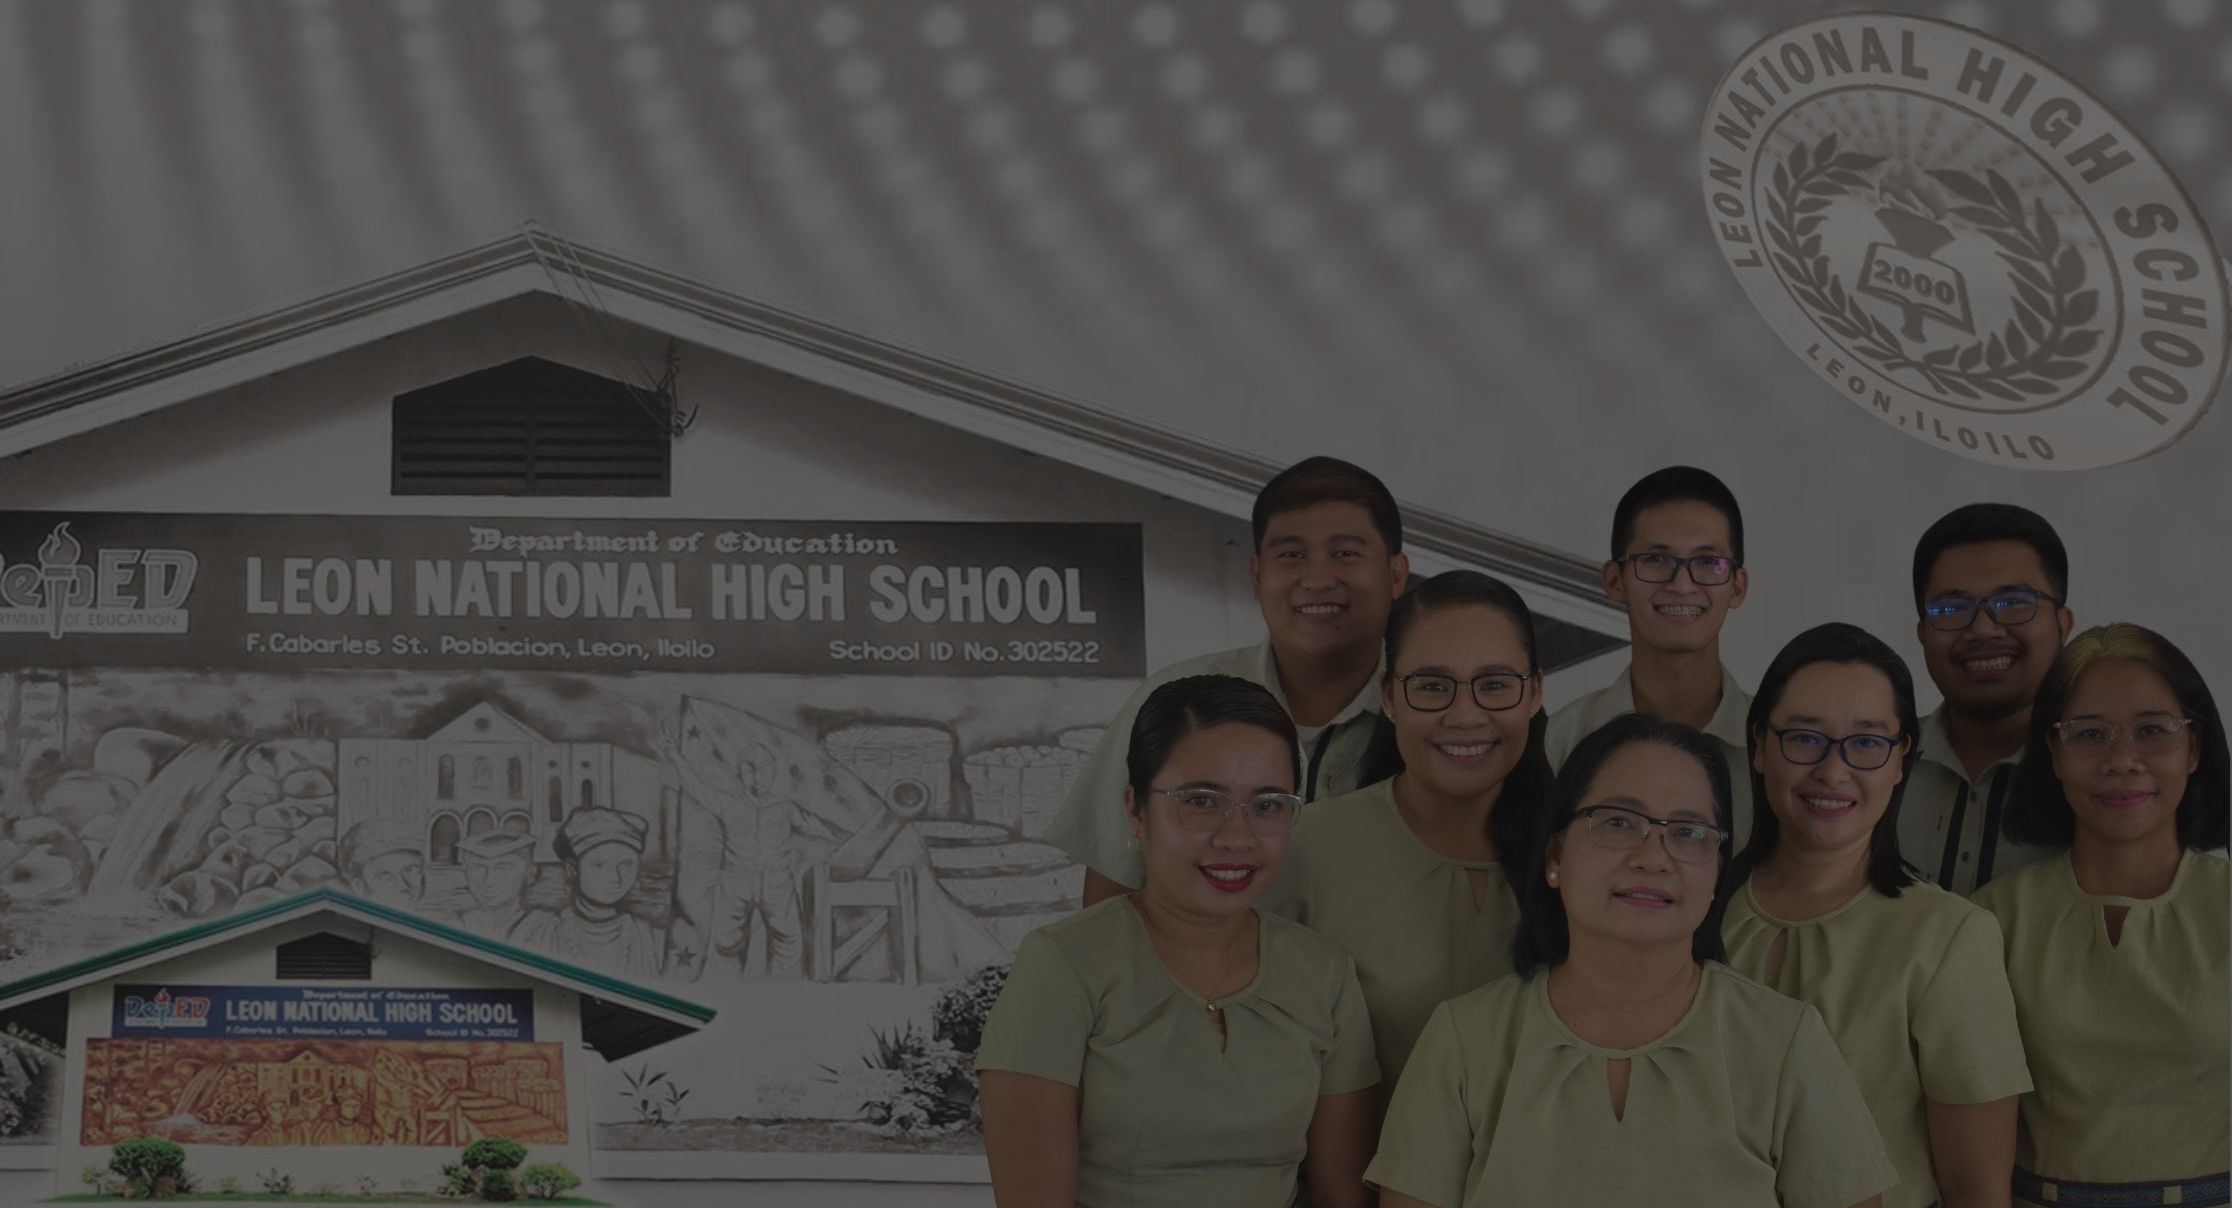 LEON NATIONAL HIGH SCHOOL
2000
LEON, ILOILO
Department of Education
LEON NATIONAL HIGH SCHOOL
F. Cabarles St. Poblacion, Leon, Iloilo School ID No. 302522
DepED
DEPARTMENT OF EDUCATION
Department of Education
DepED
LEON NATIONAL HIGH SCHOOL
F. Cabarles St. Poblacion, Leon, Iloilo School ID No. 302522